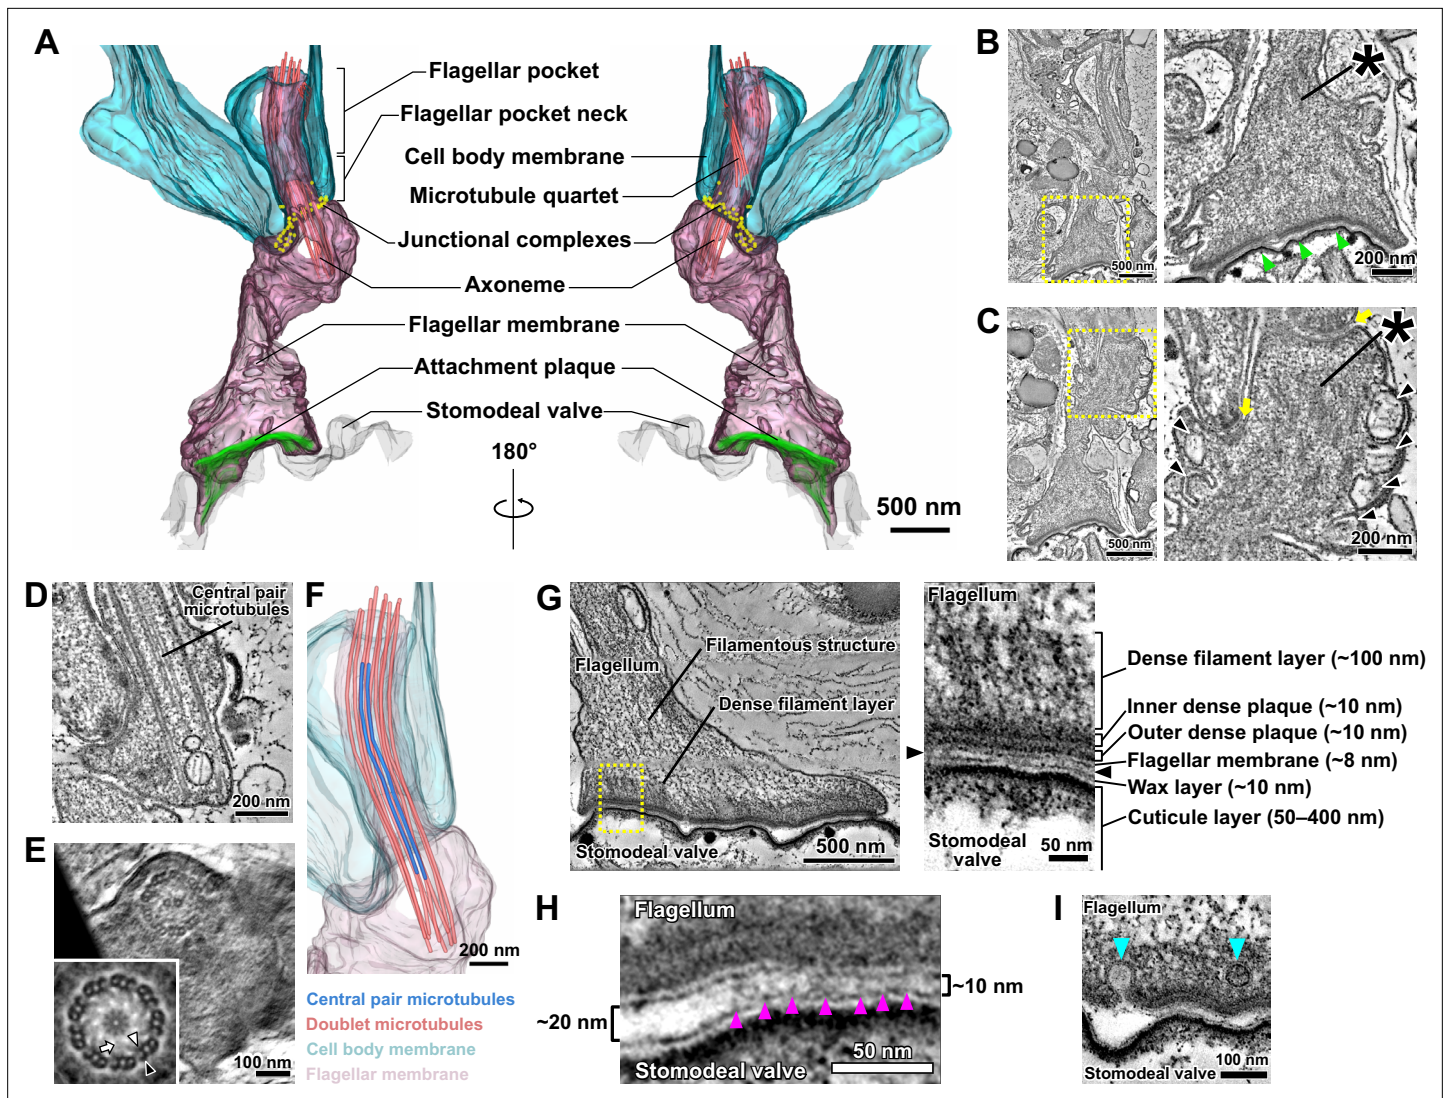 A
Flagellar pocket
Flagellar pocket neck
Cell body membrane
Microtubule quartet
Junctional complexes
Axoneme
Flagellar membrane
Attachment plaque
Stomodeal valve
180°
500 nm
B
*
500 nm
200 nm
C
*
500 nm
200 nm
D
Central pair
microtubules
200 nm
E
100 nm
F
200 nm
Central pair microtubules
Doublet microtubules
Cell body membrane
Flagellar membrane
G
Flagellum
Filamentous structure
Dense filament layer
Stomodeal valve
500 nm
Flagellum
Stomodeal
valve
50 nm
Dense filament layer (~100 nm)
Inner dense plaque (~10 nm)
Outer dense plaque (~10 nm)
Flagellar membrane (~8 nm)
Wax layer (~10 nm)
Cuticule layer (50–400 nm)
H
Flagellum
~10 nm
~20 nm
50 nm
Stomodeal valve
I
Flagellum
100 nm
Stomodeal valve